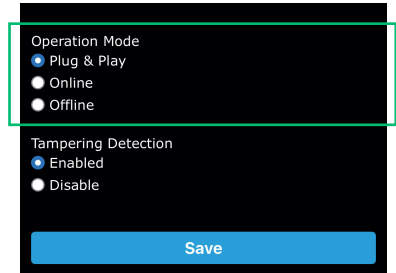 Operation Mode
Plug & Play
Online
Offline
Tampering Detection
Enabled
Disable
Save